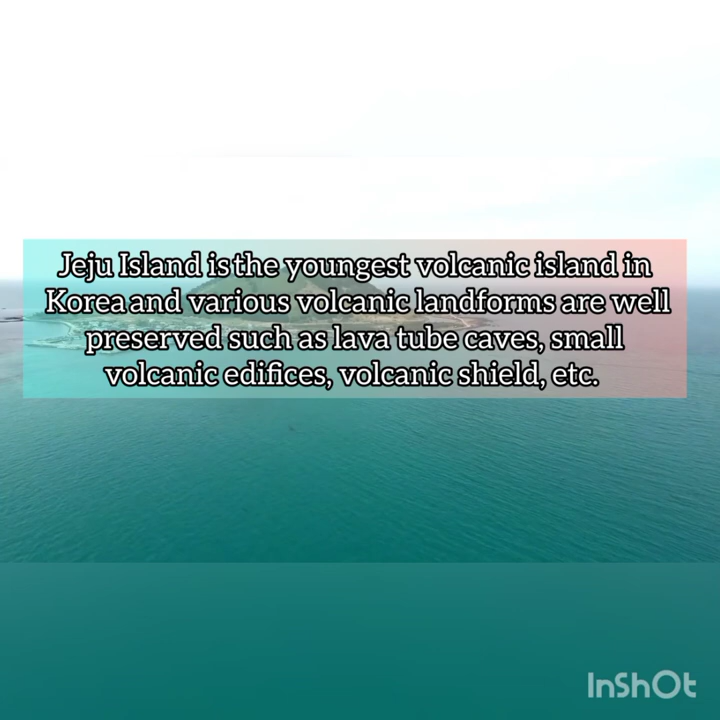 Jeju Island is the youngest volcanic island in
Korea and various volcanic landforms are well
preserved such as lava tube caves, small
volcanic edifices, volcanic shield, etc.
InShOt